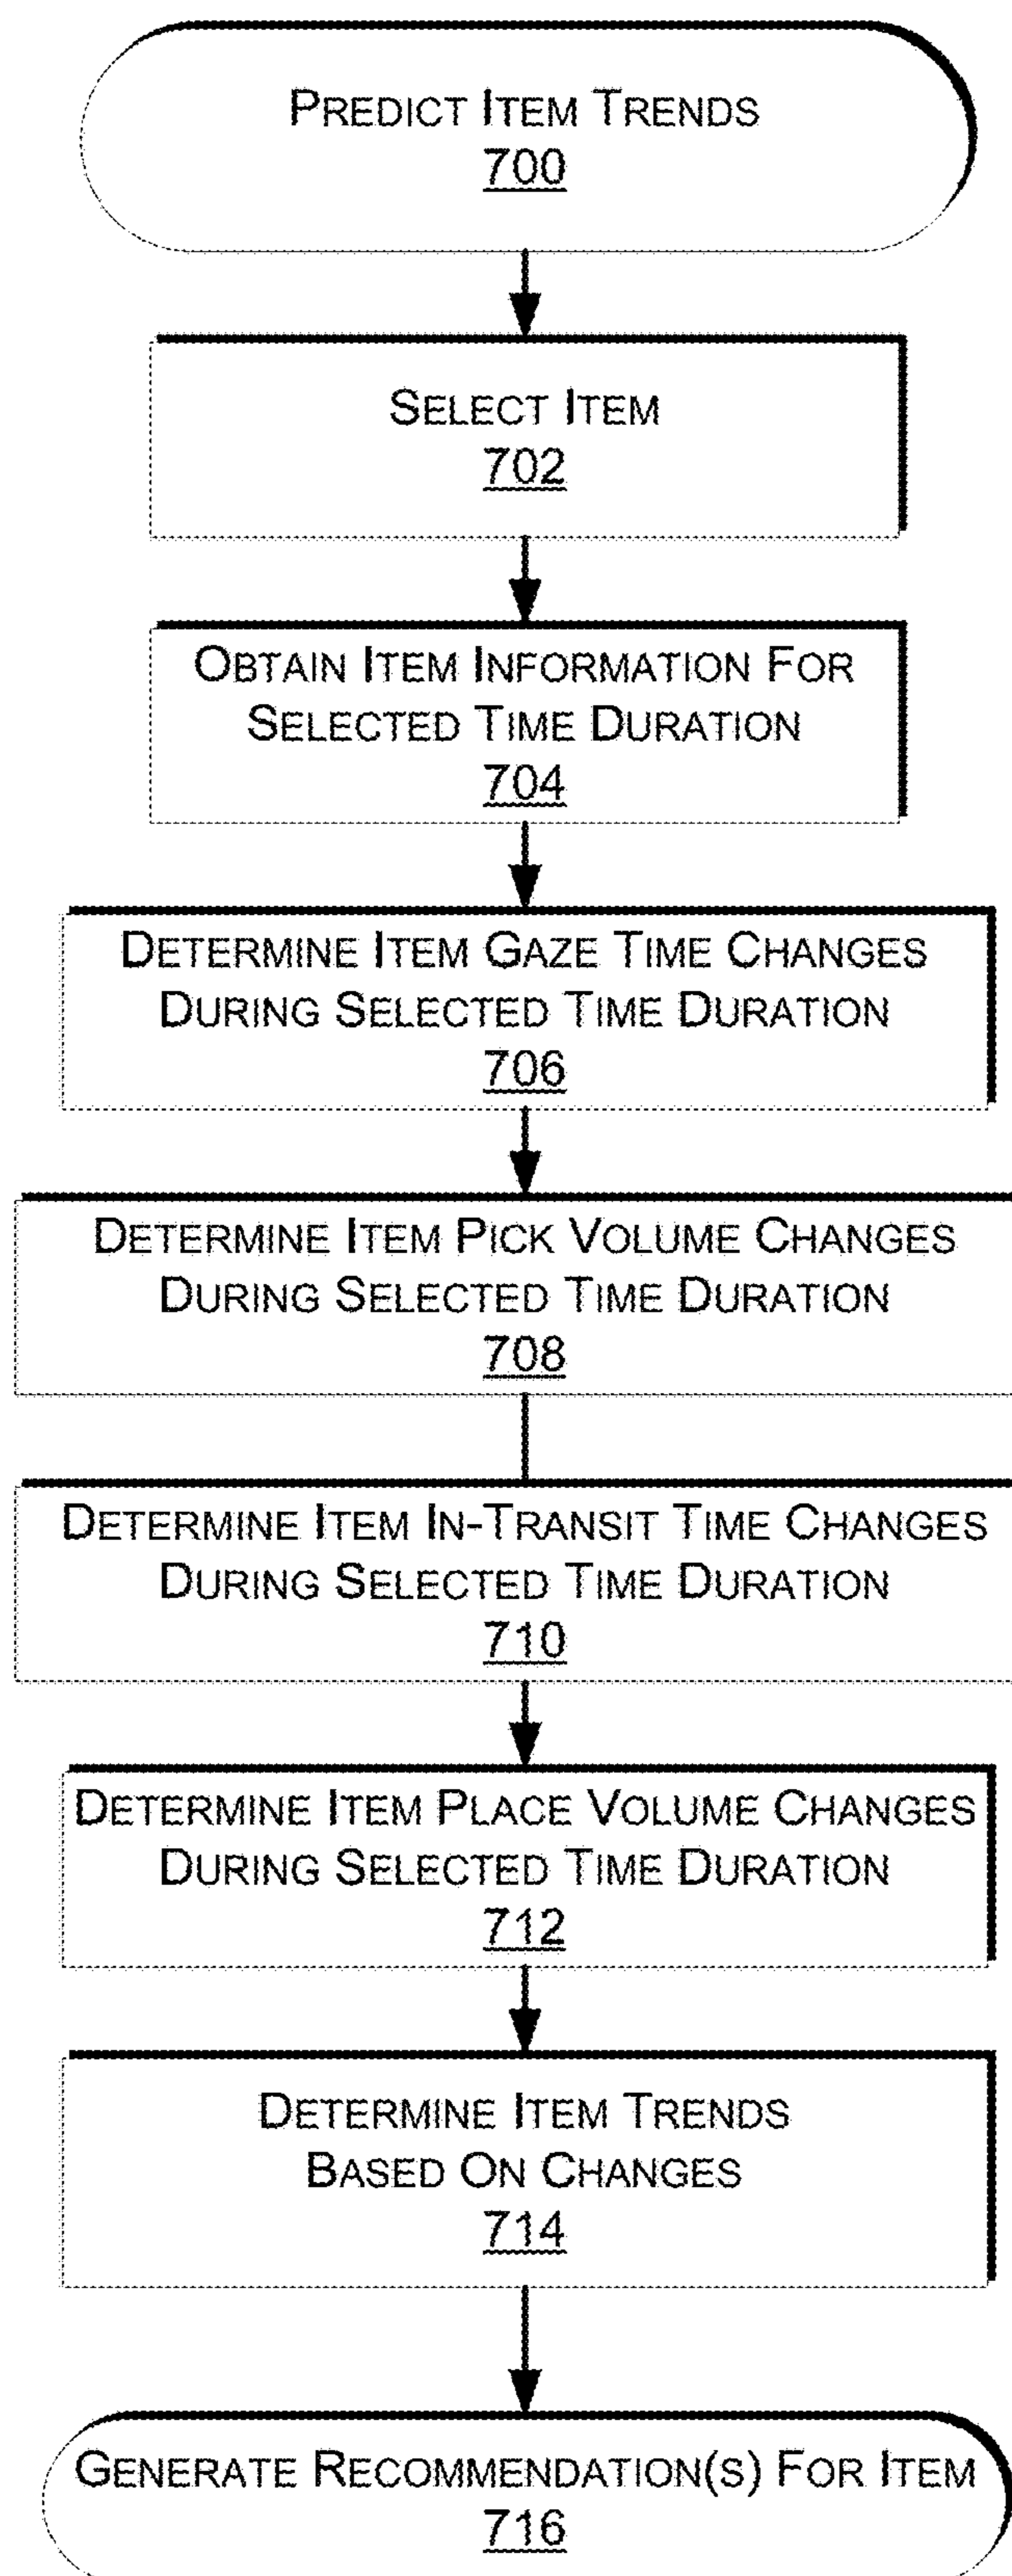 PREDICT ITEM TRENDS
700
SELECT ITEM
702
OBTAIN ITEM INFORMATION FOR
SELECTED TIME DURATION
704
DETERMINE ITEM GAZE TIME CHANGES
DURING SELECTED TIME DURATION
706
DETERMINE ITEM PICK VOLUME CHANGES
DURING SELECTED TIME DURATION
708
DETERMINE ITEM IN-TRANSIT TIME CHANGES
DURING SELECTED TIME DURATION
710
DETERMINE ITEM PLACE VOLUME CHANGES
DURING SELECTED TIME DURATION
712
DETERMINE ITEM TRENDS
BASED ON CHANGES
714
GENERATE RECOMMENDATION(S) FOR ITEM
716